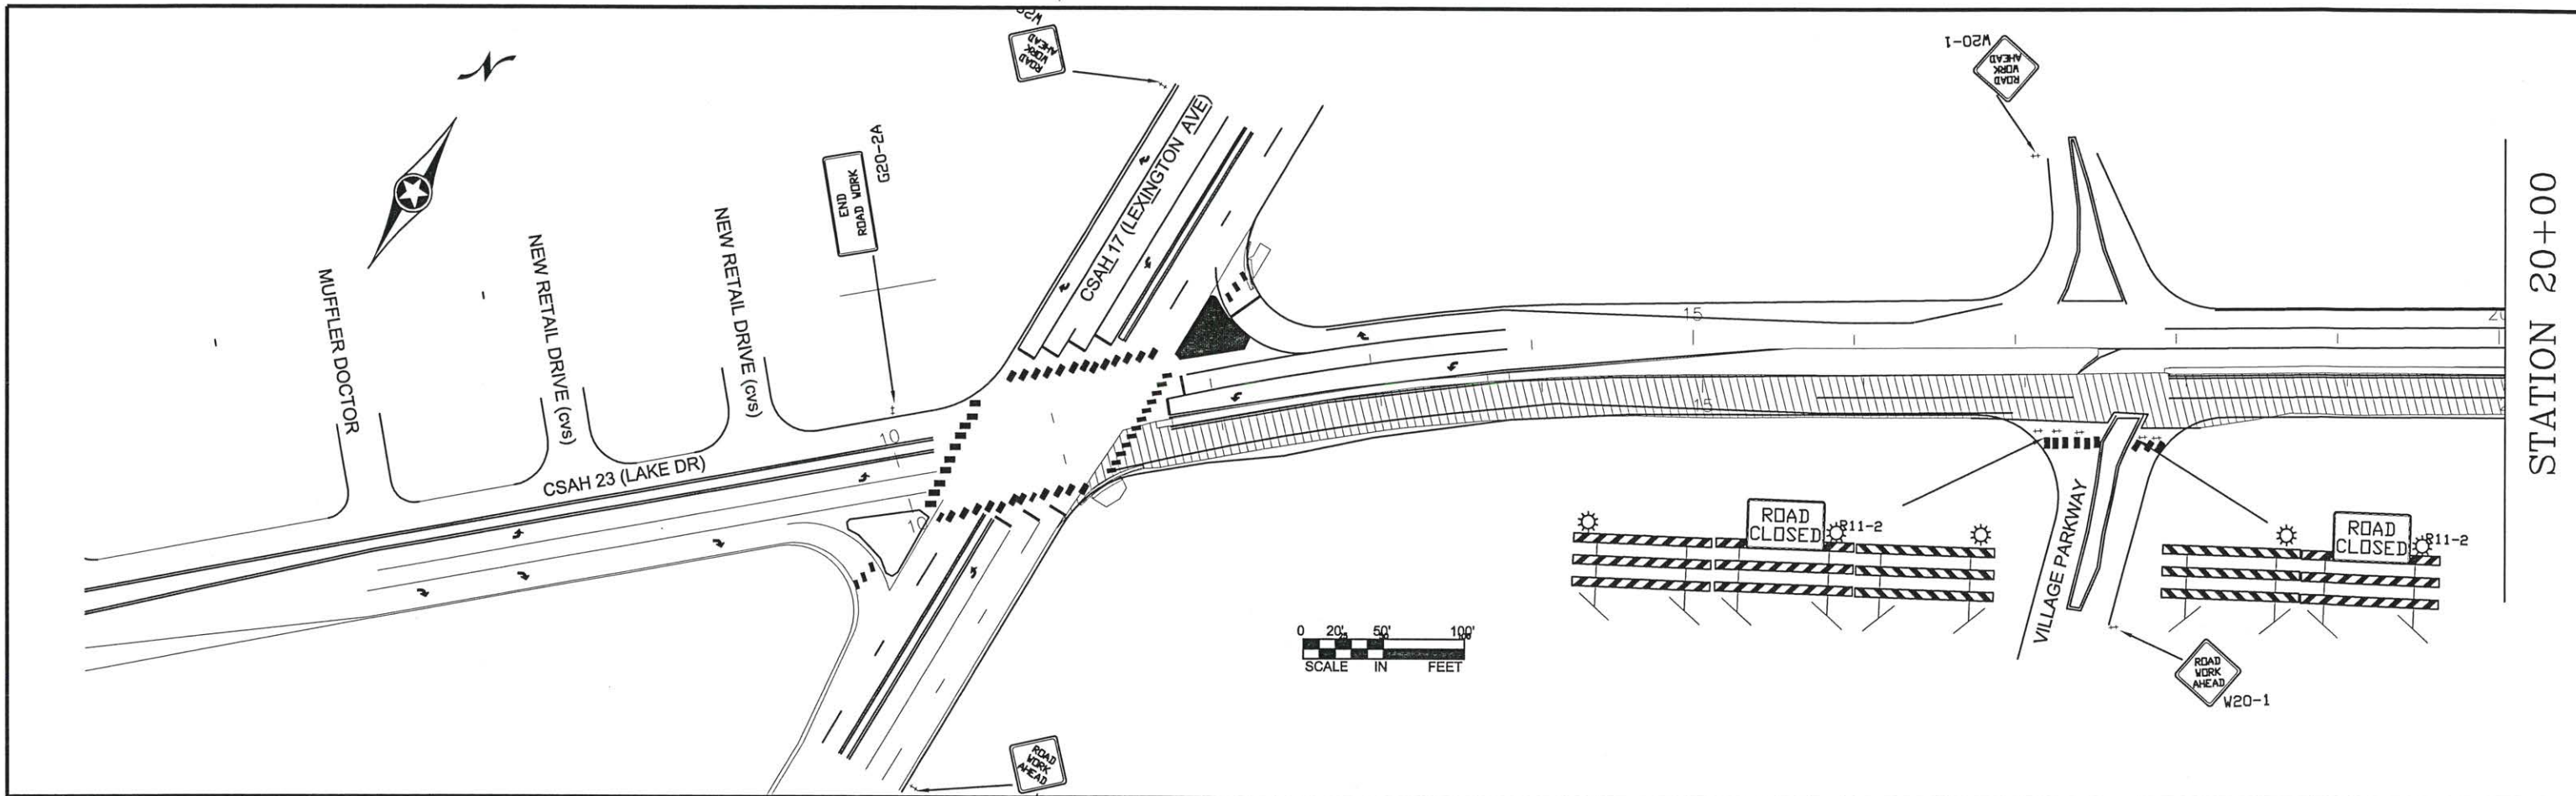 ROAD
WORK
AHEAD
N
W20-1
ROAD
WORK
AHEAD
END
ROAD WORK
G20-2A
CSAH 17 (LEXINGTON AVE)
MUFFLER DOCTOR
NEW RETAIL DRIVE (cvs)
NEW RETAIL DRIVE (cvs)
10
CSAH 23 (LAKE DR)
10
15
15
STATION 20+00
ROAD
CLOSED
R11-2
ROAD
CLOSED
R11-2
VILLAGE PARKWAY
0 20' 50' 100'
SCALE IN FEET
ROAD
WORK
AHEAD
W20-1
ROAD
WORK
AHEAD